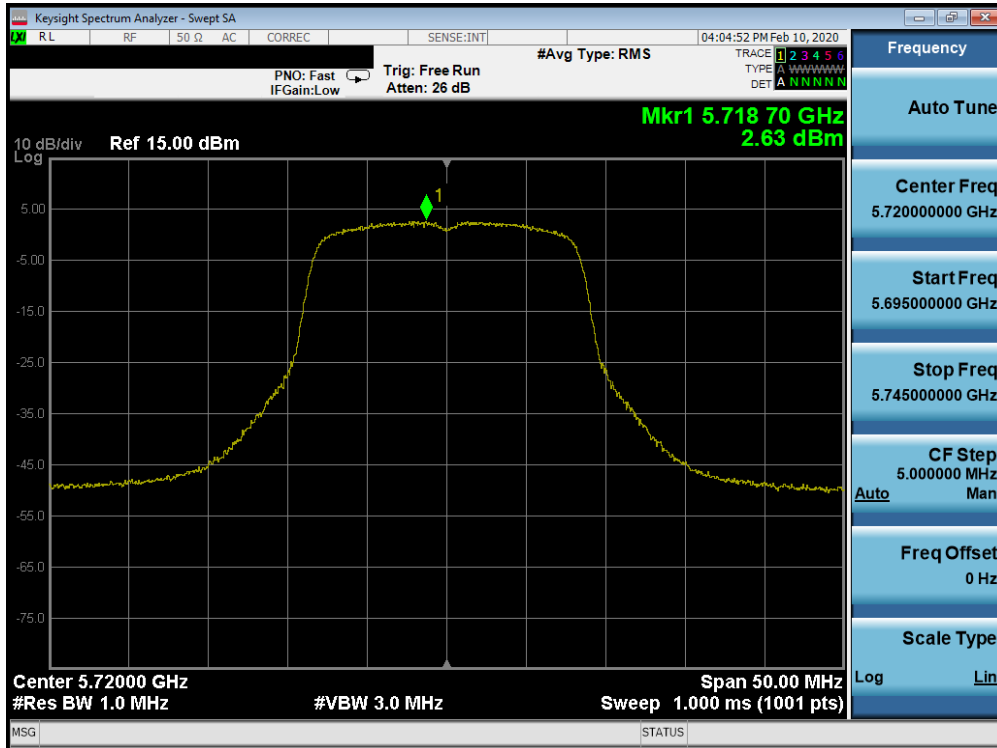 Keysight Spectrum Analyzer - Swept SA
LXI RL RF 50 Ω AC CORREC SENSE:INT 04:04:52 PM Feb 10, 2020
PNO: Fast Trig: Free Run #Avg Type: RMS TRACE 1 2 3 4 5 6
IFGain:Low Atten: 26 dB TYPE A WWWWW
DET A N N N N N
Mkr1 5.718 70 GHz
10 dB/div Ref 15.00 dBm 2.63 dBm
Log
1
5.00
-5.00
-15.0
-25.0
-35.0
-45.0
-55.0
-65.0
-75.0
Center 5.72000 GHz Span 50.00 MHz
#Res BW 1.0 MHz #VBW 3.0 MHz Sweep 1.000 ms (1001 pts)
MSG STATUS
Frequency
Auto Tune
Center Freq
5.720000000 GHz
Start Freq
5.695000000 GHz
Stop Freq
5.745000000 GHz
CF Step
5.000000 MHz
Auto Man
Freq Offset
0 Hz
Scale Type
Log Lin